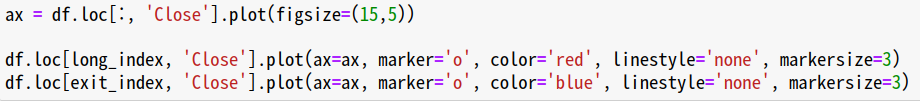 ax = df.loc[:, 'Close'].plot(figsize=(15,5))
df.loc[long_index, 'Close'].plot(ax=ax, marker='o', color='red', linestyle='none', markersize=3)
df.loc[exit_index, 'Close'].plot(ax=ax, marker='o', color='blue', linestyle='none', markersize=3)